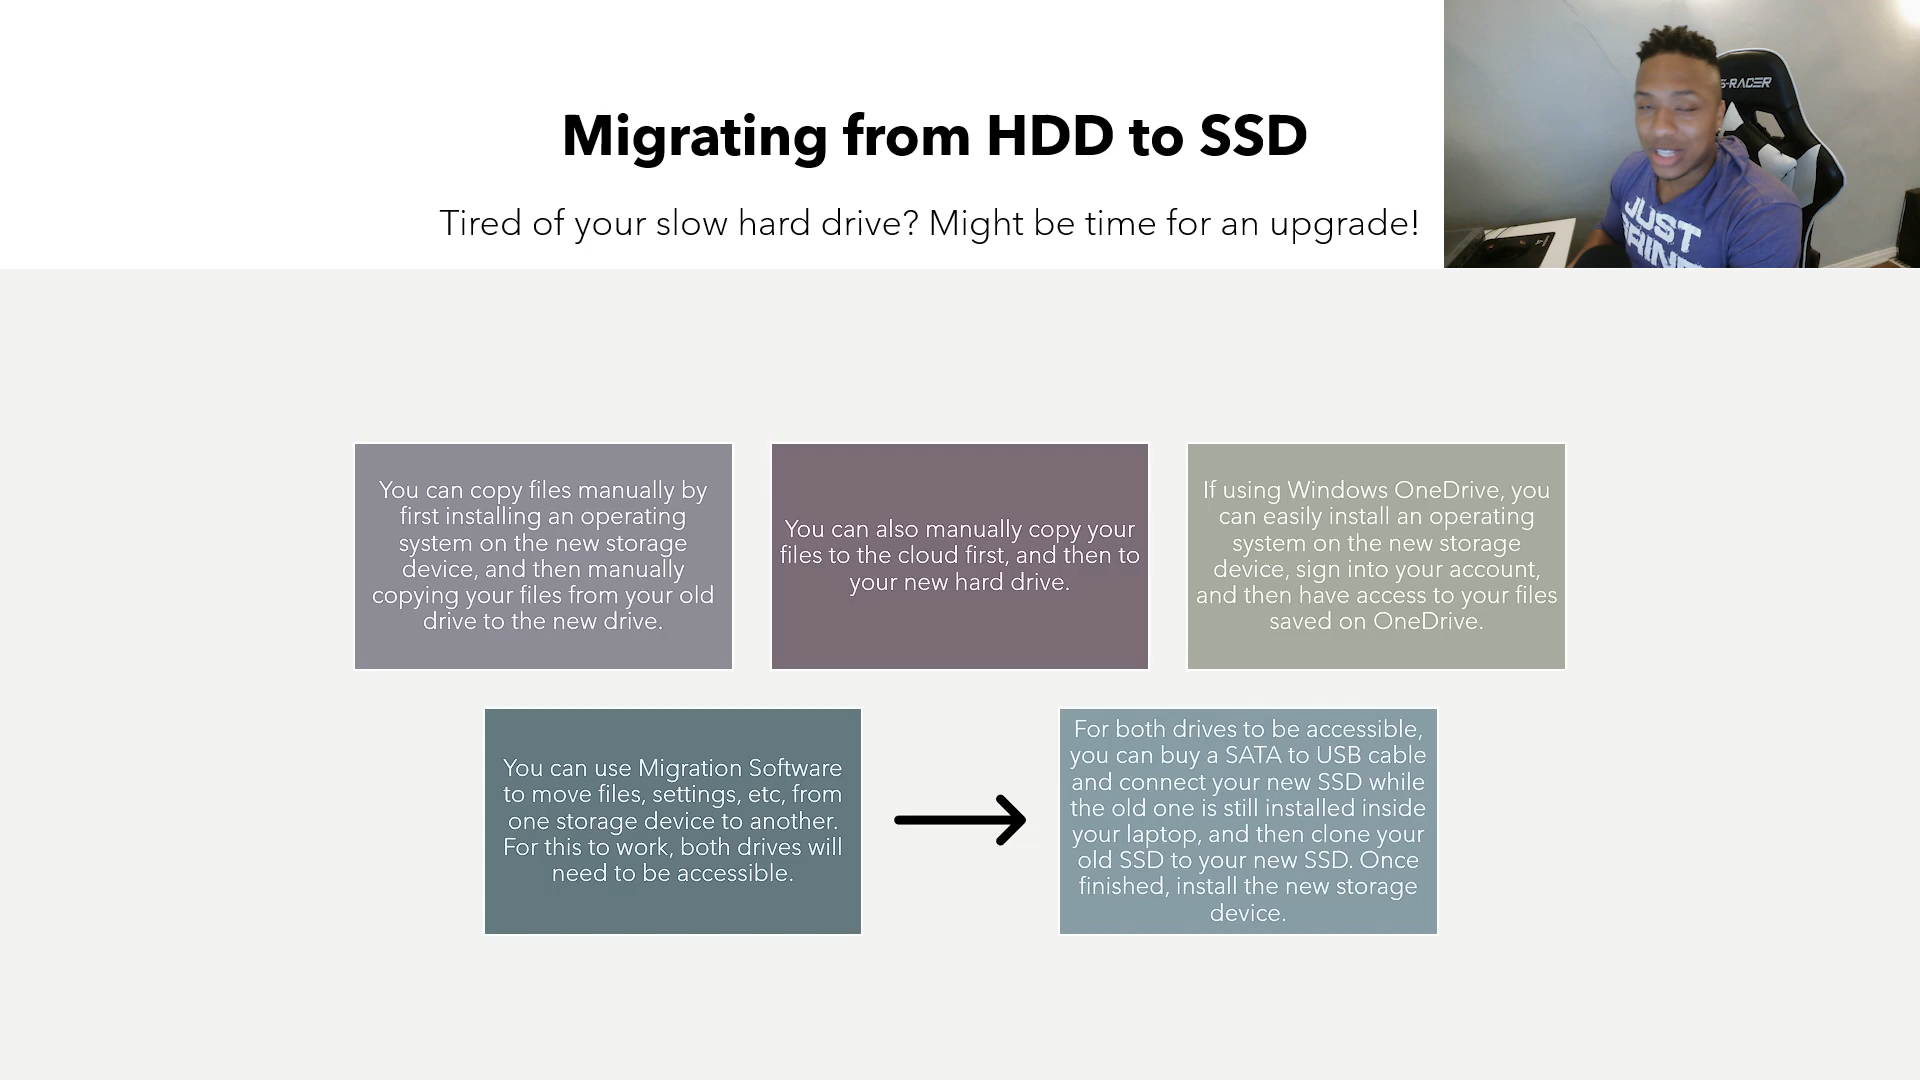 Migrating from HDD to SSD
Tired of your slow hard drive? Might be time for an upgrade!
-RACER
JUST
You can copy files manually by
first installing an operating
system on the new storage
device, and then manually
copying your files from your old
drive to the new drive.
You can also manually copy your
files to the cloud first, and then to
your new hard drive.
If using Windows OneDrive, you
can easily install an operating
system on the new storage
device, sign into your account,
and then have access to your files
saved on OneDrive.
You can use Migration Software
to move files, settings, etc, from
one storage device to another.
For this to work, both drives will
need to be accessible.
For both drives to be accessible,
you can buy a SATA to USB cable
and connect your new SSD while
the old one is still installed inside
your laptop, and then clone your
old SSD to your new SSD. Once
finished, install the new storage
device.